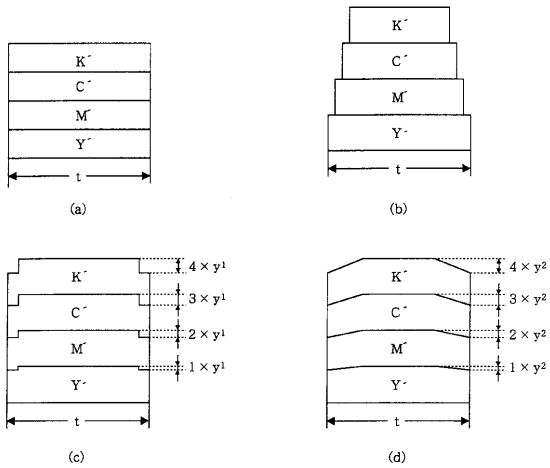 K´
C´
M´
Y´
t
(a)
K´
C´
M´
Y´
t
(b)
K´
C´
M´
Y´
4 × y¹
3 × y¹
2 × y¹
1 × y¹
t
(c)
K´
C´
M´
Y´
4 × y²
3 × y²
2 × y²
1 × y²
t
(d)